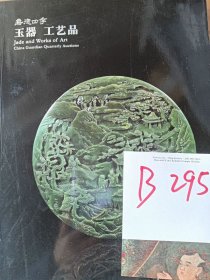 嘉德四季
玉器 工艺品
Jade and Works of Art
China Guardian Quarterly Auctions
B 295